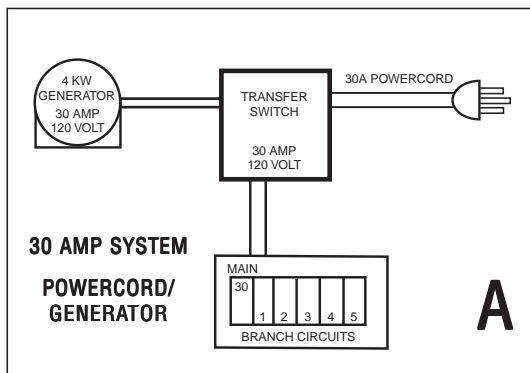 4 KW
GENERATOR
30 AMP
120 VOLT
TRANSFER
SWITCH
30 AMP
120 VOLT
30A POWERCORD
30 AMP SYSTEM
POWERCORD/
GENERATOR
MAIN
30
1 2 3 4 5
BRANCH CIRCUITS
A